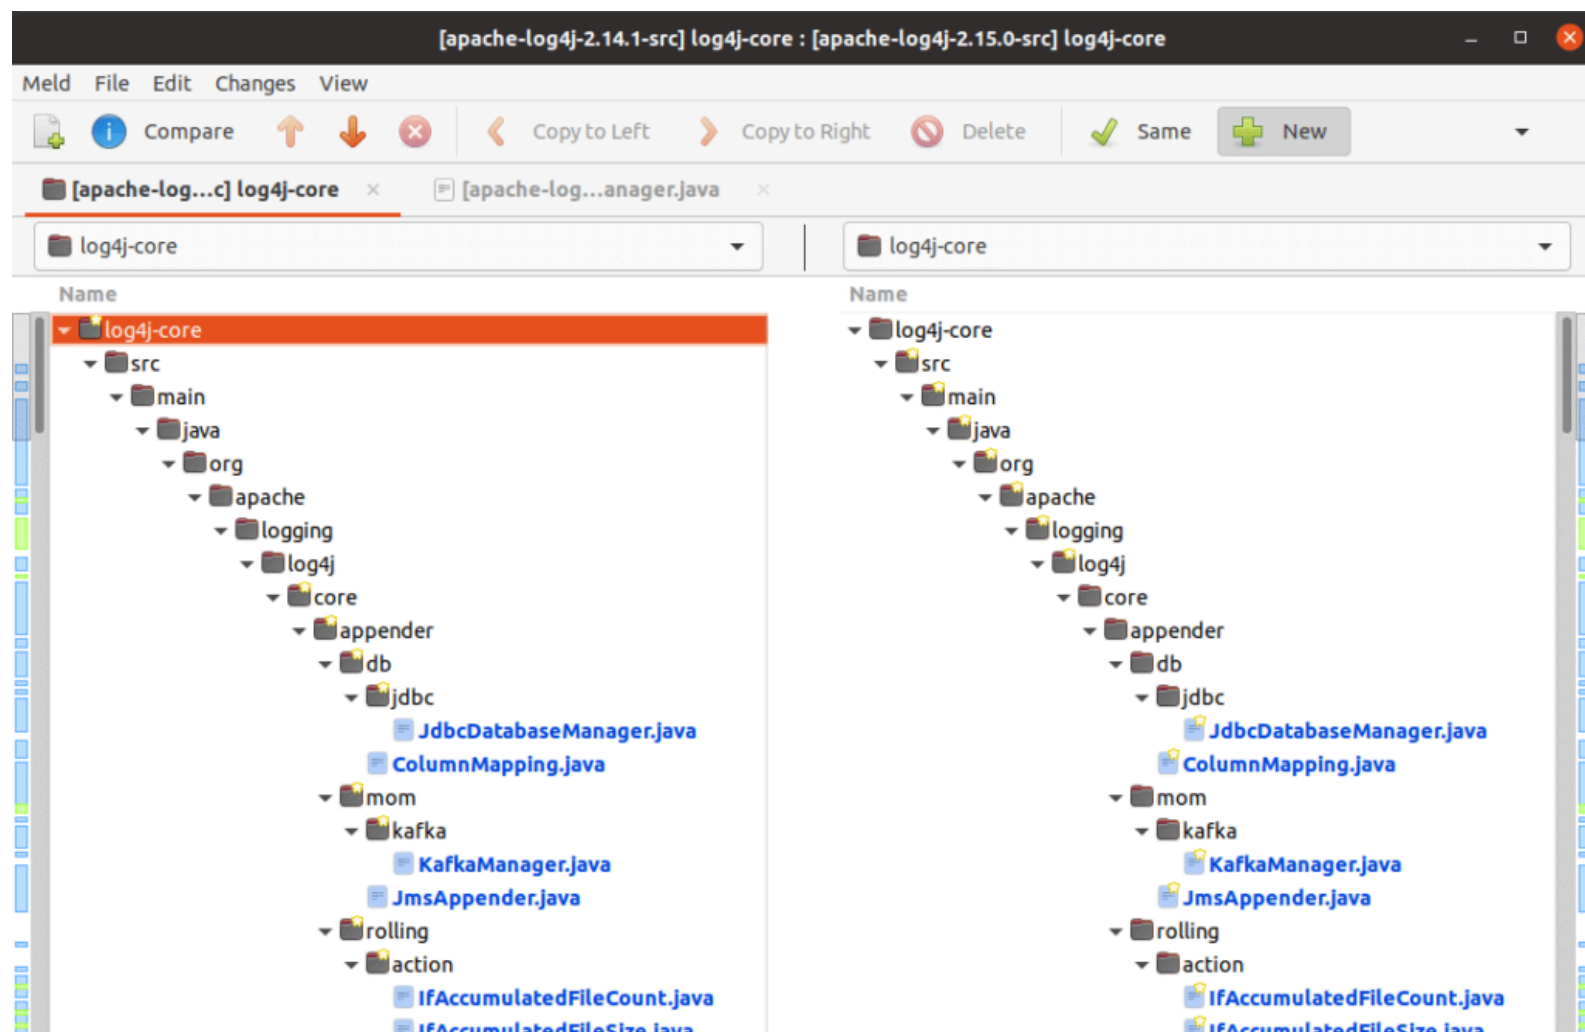 [apache-log4j-2.14.1-src] log4j-core : [apache-log4j-2.15.0-src] log4j-core
Meld File Edit Changes View
Compare Copy to Left Copy to Right Delete Same New
[apache-log...c] log4j-core [apache-log...anager.java
log4j-core log4j-core
Name Name
log4j-core log4j-core
src src
main main
java java
org org
apache apache
logging logging
log4j log4j
core core
appender appender
db db
jdbc jdbc
JdbcDatabaseManager.java JdbcDatabaseManager.java
ColumnMapping.java ColumnMapping.java
mom mom
kafka kafka
KafkaManager.java KafkaManager.java
JmsAppender.java JmsAppender.java
rolling rolling
action action
IfAccumulatedFileCount.java IfAccumulatedFileCount.java
IfAccumulatedFileSize.java IfAccumulatedFileSize.java